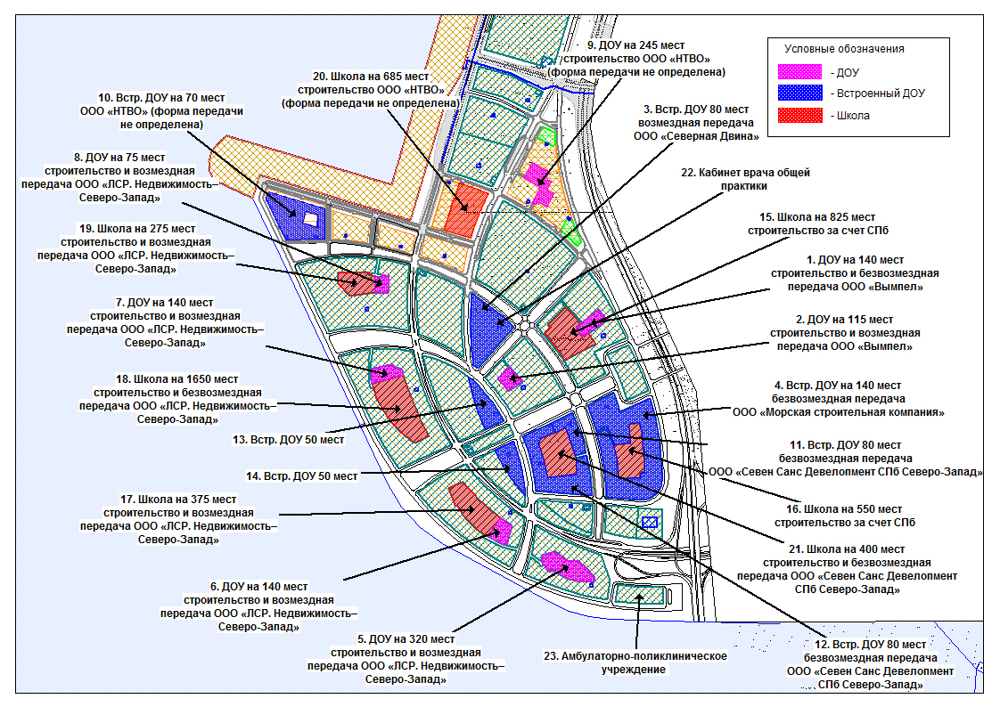 Условные обозначения
- ДОУ
- Встроенный ДОУ
- Школа
9. ДОУ на 245 мест
строительство ООО «НТВО»
(форма передачи не определена)
20. Школа на 685 мест
строительство ООО «НТВО»
(форма передачи не определена)
10. Встр. ДОУ на 70 мест
ООО «НТВО» (форма передачи
не определена)
3. Встр. ДОУ 80 мест
возмездная передача
ООО «Северная Двина»
8. ДОУ на 75 мест
строительство и возмездная
передача ООО «ЛСР. Недвижимость–
Северо-Запад»
22. Кабинет врача общей
практики
19. Школа на 275 мест
строительство и возмездная
передача ООО «ЛСР. Недвижимость–
Северо-Запад»
15. Школа на 825 мест
строительство за счет СПб
1. ДОУ на 140 мест
строительство и безвозмездная
передача ООО «Вымпел»
7. ДОУ на 140 мест
строительство и возмездная
передача ООО «ЛСР. Недвижимость–
Северо-Запад»
2. ДОУ на 115 мест
строительство и возмездная
передача ООО «Вымпел»
18. Школа на 1650 мест
строительство и безвозмездная
передача ООО «ЛСР. Недвижимость–
Северо-Запад»
4. Встр. ДОУ на 140 мест
безвозмездная передача
ООО «Морская строительная компания»
13. Встр. ДОУ 50 мест
11. Встр. ДОУ 80 мест
безвозмездная передача
ООО «Севен Санс Девелопмент СПб Северо-Запад»
14. Встр. ДОУ 50 мест
17. Школа на 375 мест
строительство и возмездная
передача ООО «ЛСР. Недвижимость–
Северо-Запад»
16. Школа на 550 мест
строительство за счет СПб
21. Школа на 400 мест
строительство и безвозмездная
передача ООО «Севен Санс Девелопмент
СПб Северо-Запад»
6. ДОУ на 140 мест
строительство и возмездная
передача ООО «ЛСР. Недвижимость–
Северо-Запад»
5. ДОУ на 320 мест
строительство и возмездная
передача ООО «ЛСР. Недвижимость–
Северо-Запад»
23. Амбулаторно-поликлиническое
учреждение
12. Встр. ДОУ 80 мест
безвозмездная передача
ООО «Севен Санс Девелопмент
СПб Северо-Запад»